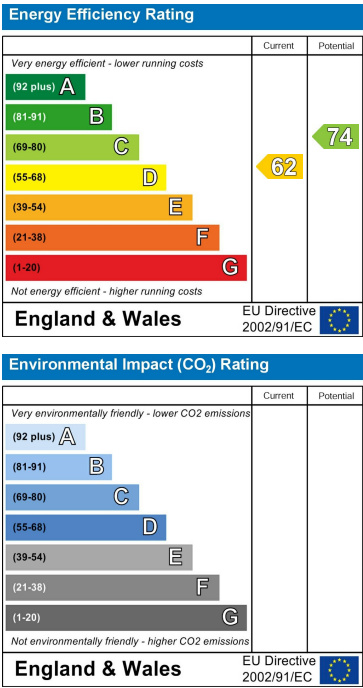 Energy Efficiency Rating
Current Potential
Very energy efficient - lower running costs
(92 plus) A
(81-91) B
(69-80) C
(55-68) D
(39-54) E
(21-38) F
(1-20) G
62
74
Not energy efficient - higher running costs
England & Wales
EU Directive
2002/91/EC
Environmental Impact (CO₂) Rating
Current Potential
Very environmentally friendly - lower CO2 emissions
(92 plus) A
(81-91) B
(69-80) C
(55-68) D
(39-54) E
(21-38) F
(1-20) G
Not environmentally friendly - higher CO2 emissions
England & Wales
EU Directive
2002/91/EC